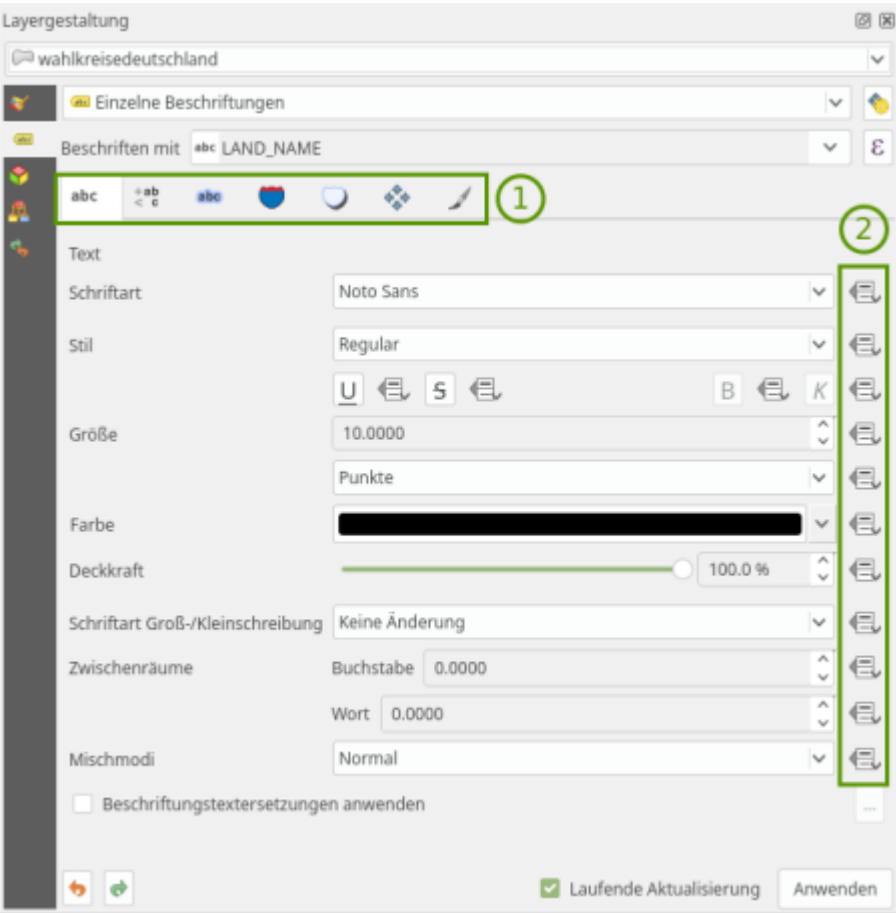 Layergestaltung
wahlkreisedeutschland
abc Einzelne Beschriftungen
Beschriften mit abc LAND_NAME ε
abc +ab < c abc 1
2
Text
Schriftart Noto Sans
Stil Regular
U S B K
Größe 10.0000
Punkte
Farbe
Deckkraft 100.0 %
Schriftart Groß-/Kleinschreibung Keine Änderung
Zwischenräume Buchstabe 0.0000
Wort 0.0000
Mischmodi Normal
Beschriftungstextersetzungen anwenden ...
Laufende Aktualisierung Anwenden